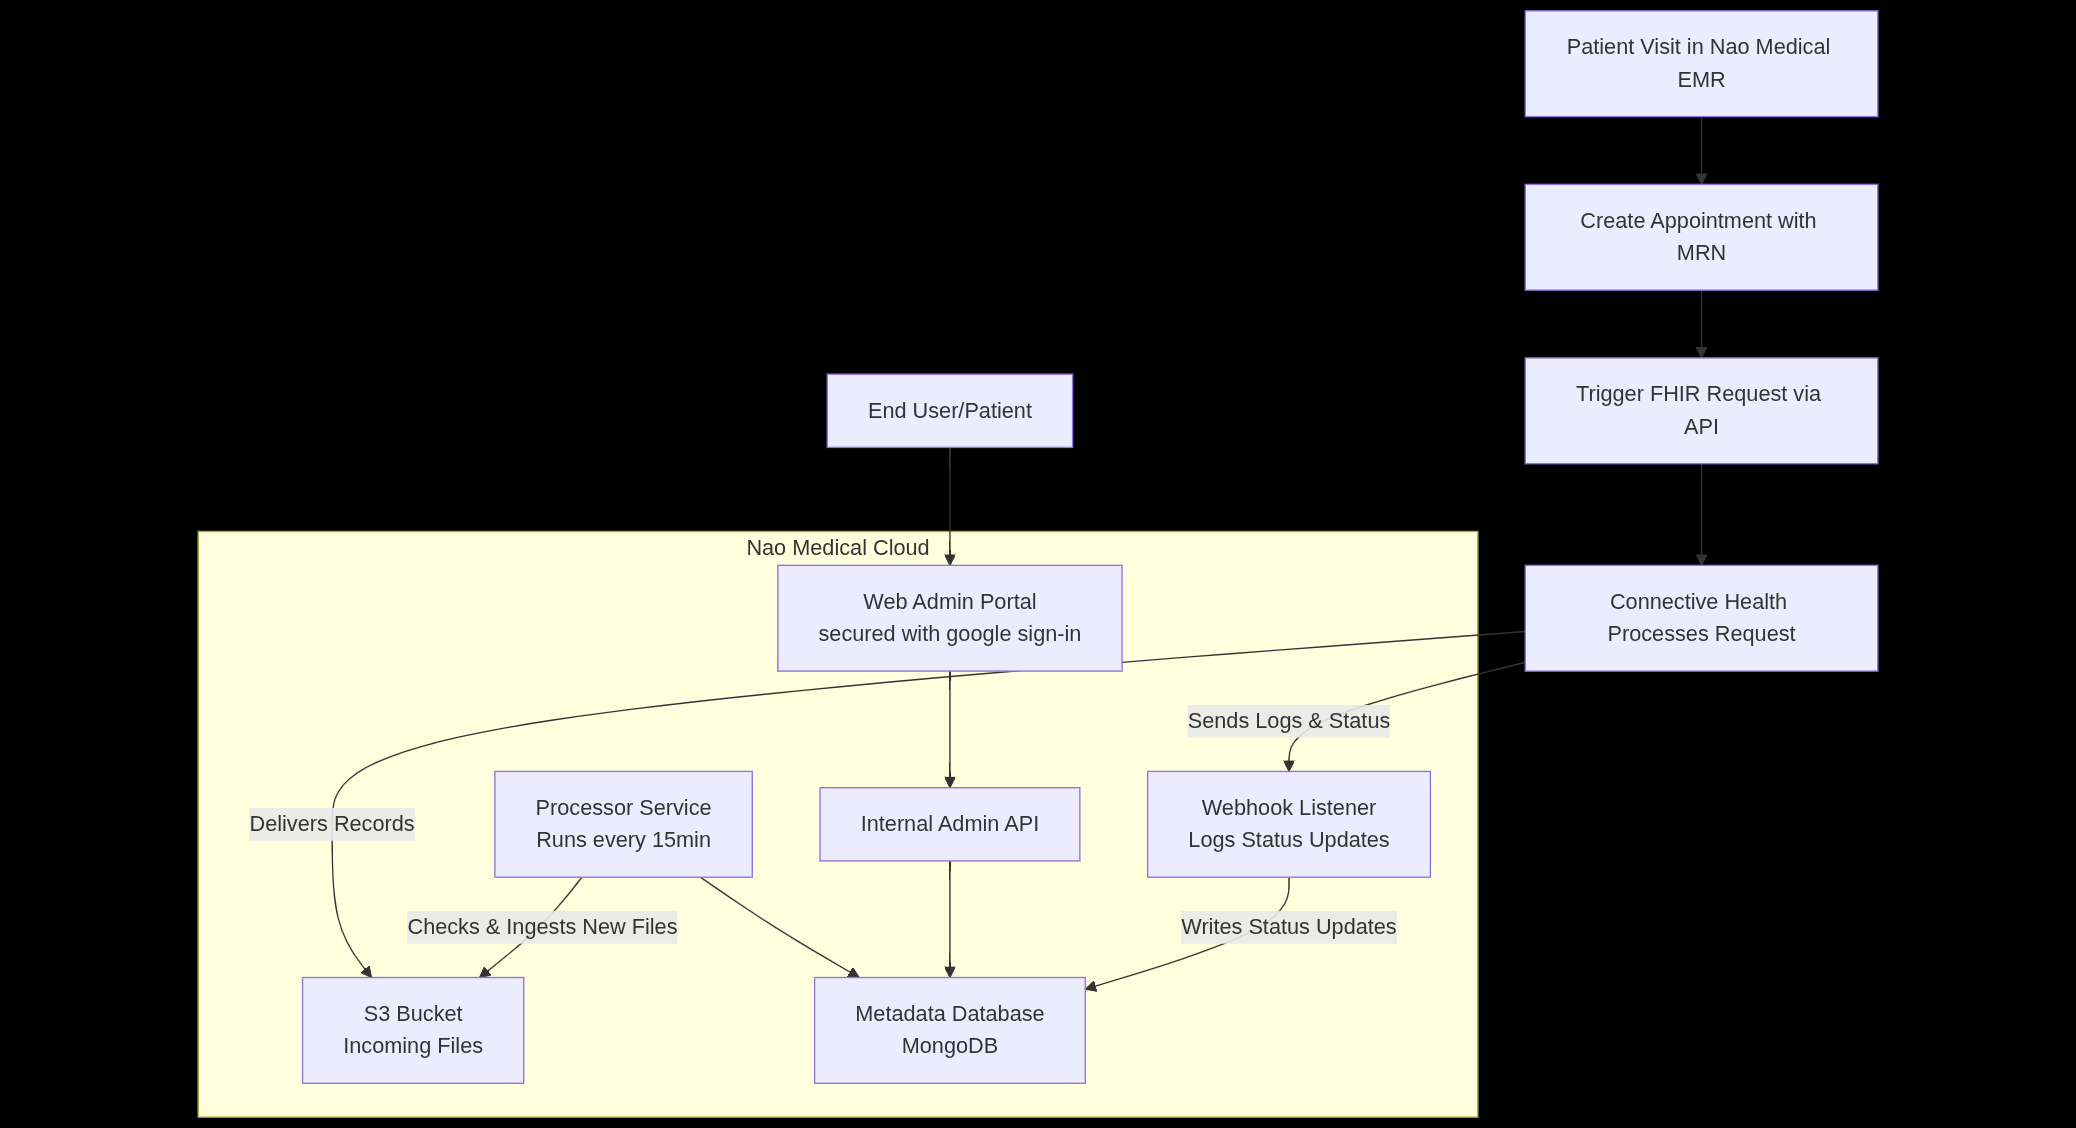 Patient Visit in Nao Medical
EMR
Create Appointment with
MRN
Trigger FHIR Request via
API
End User/Patient
Nao Medical Cloud
Web Admin Portal
secured with google sign-in
Connective Health
Processes Request
Sends Logs & Status
Delivers Records
Processor Service
Runs every 15min
Internal Admin API
Webhook Listener
Logs Status Updates
Checks & Ingests New Files
Writes Status Updates
S3 Bucket
Incoming Files
Metadata Database
MongoDB